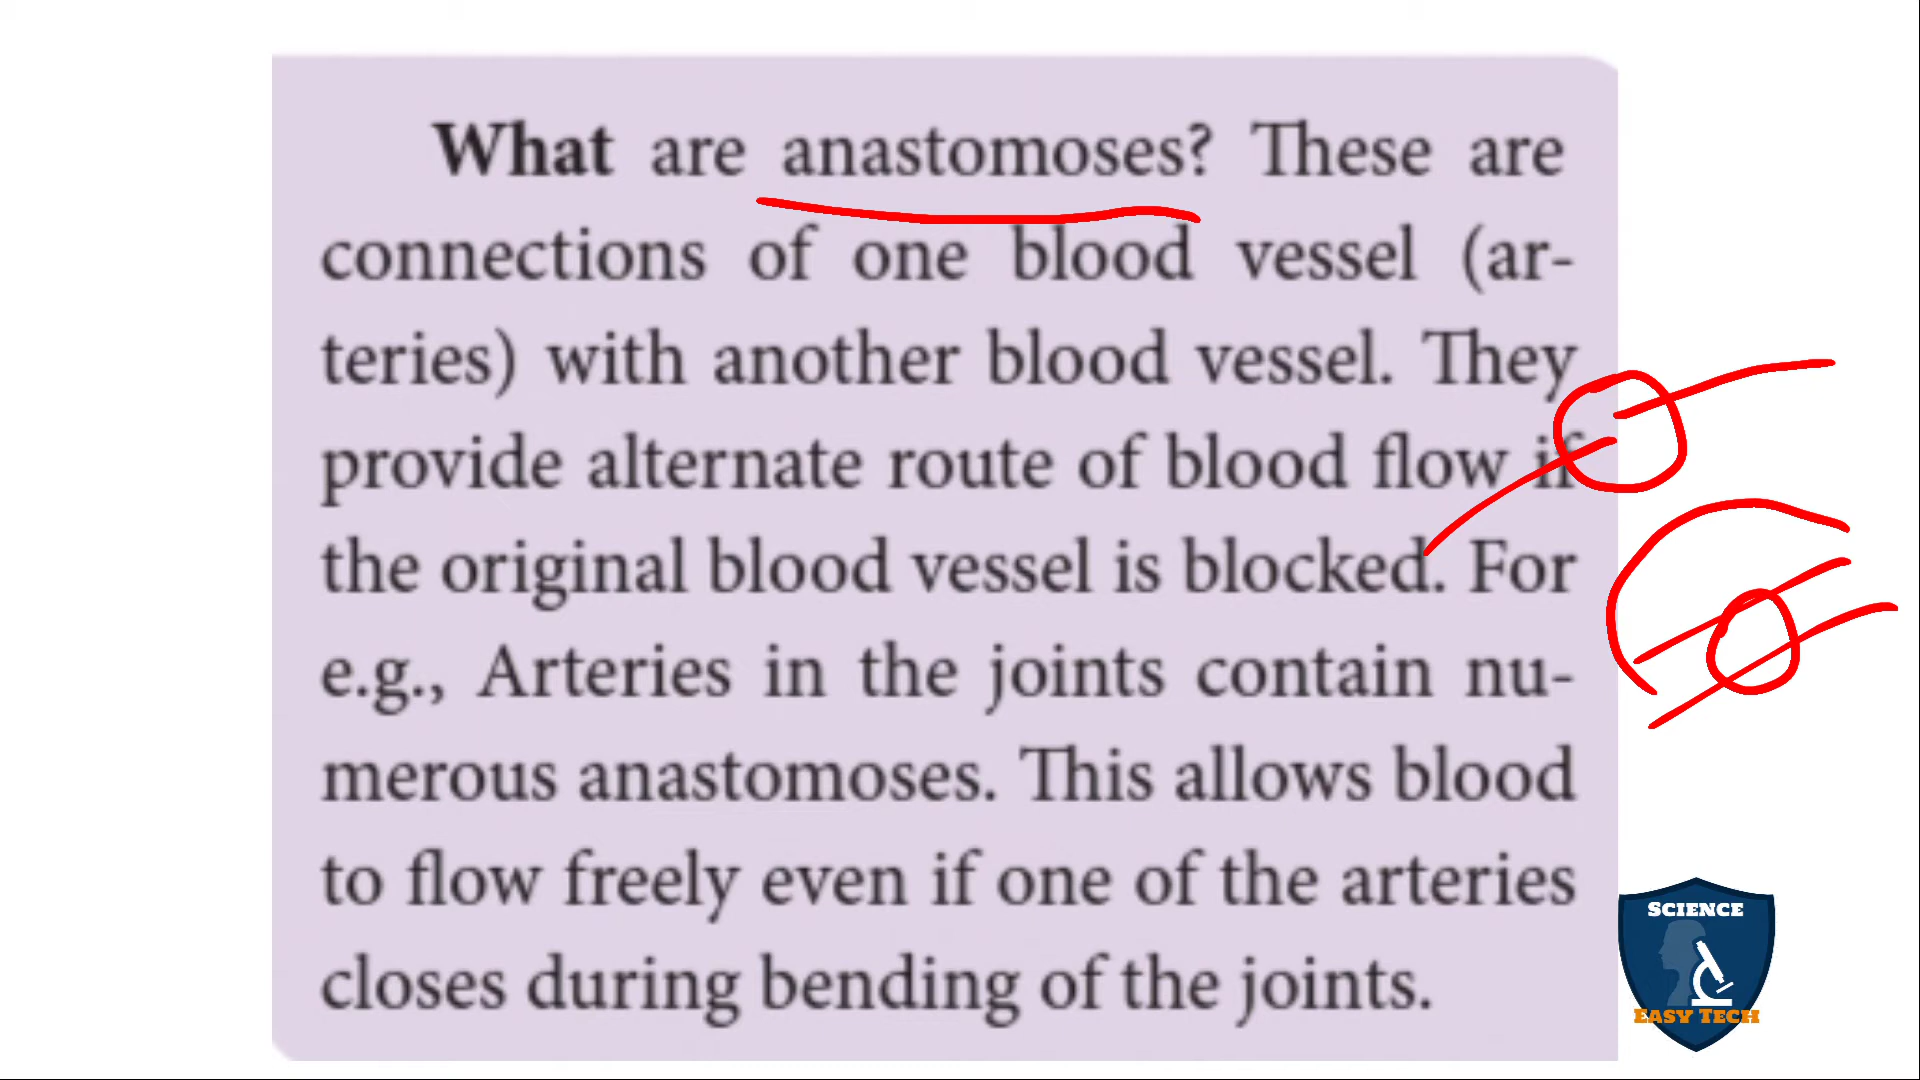 What are anastomoses? These are
connections of one blood vessel (ar-
teries) with another blood vessel. They
provide alternate route of blood flow if
the original blood vessel is blocked. For
e.g., Arteries in the joints contain nu-
merous anastomoses. This allows blood
to flow freely even if one of the arteries
closes during bending of the joints.
SCIENCE
EASY TECH